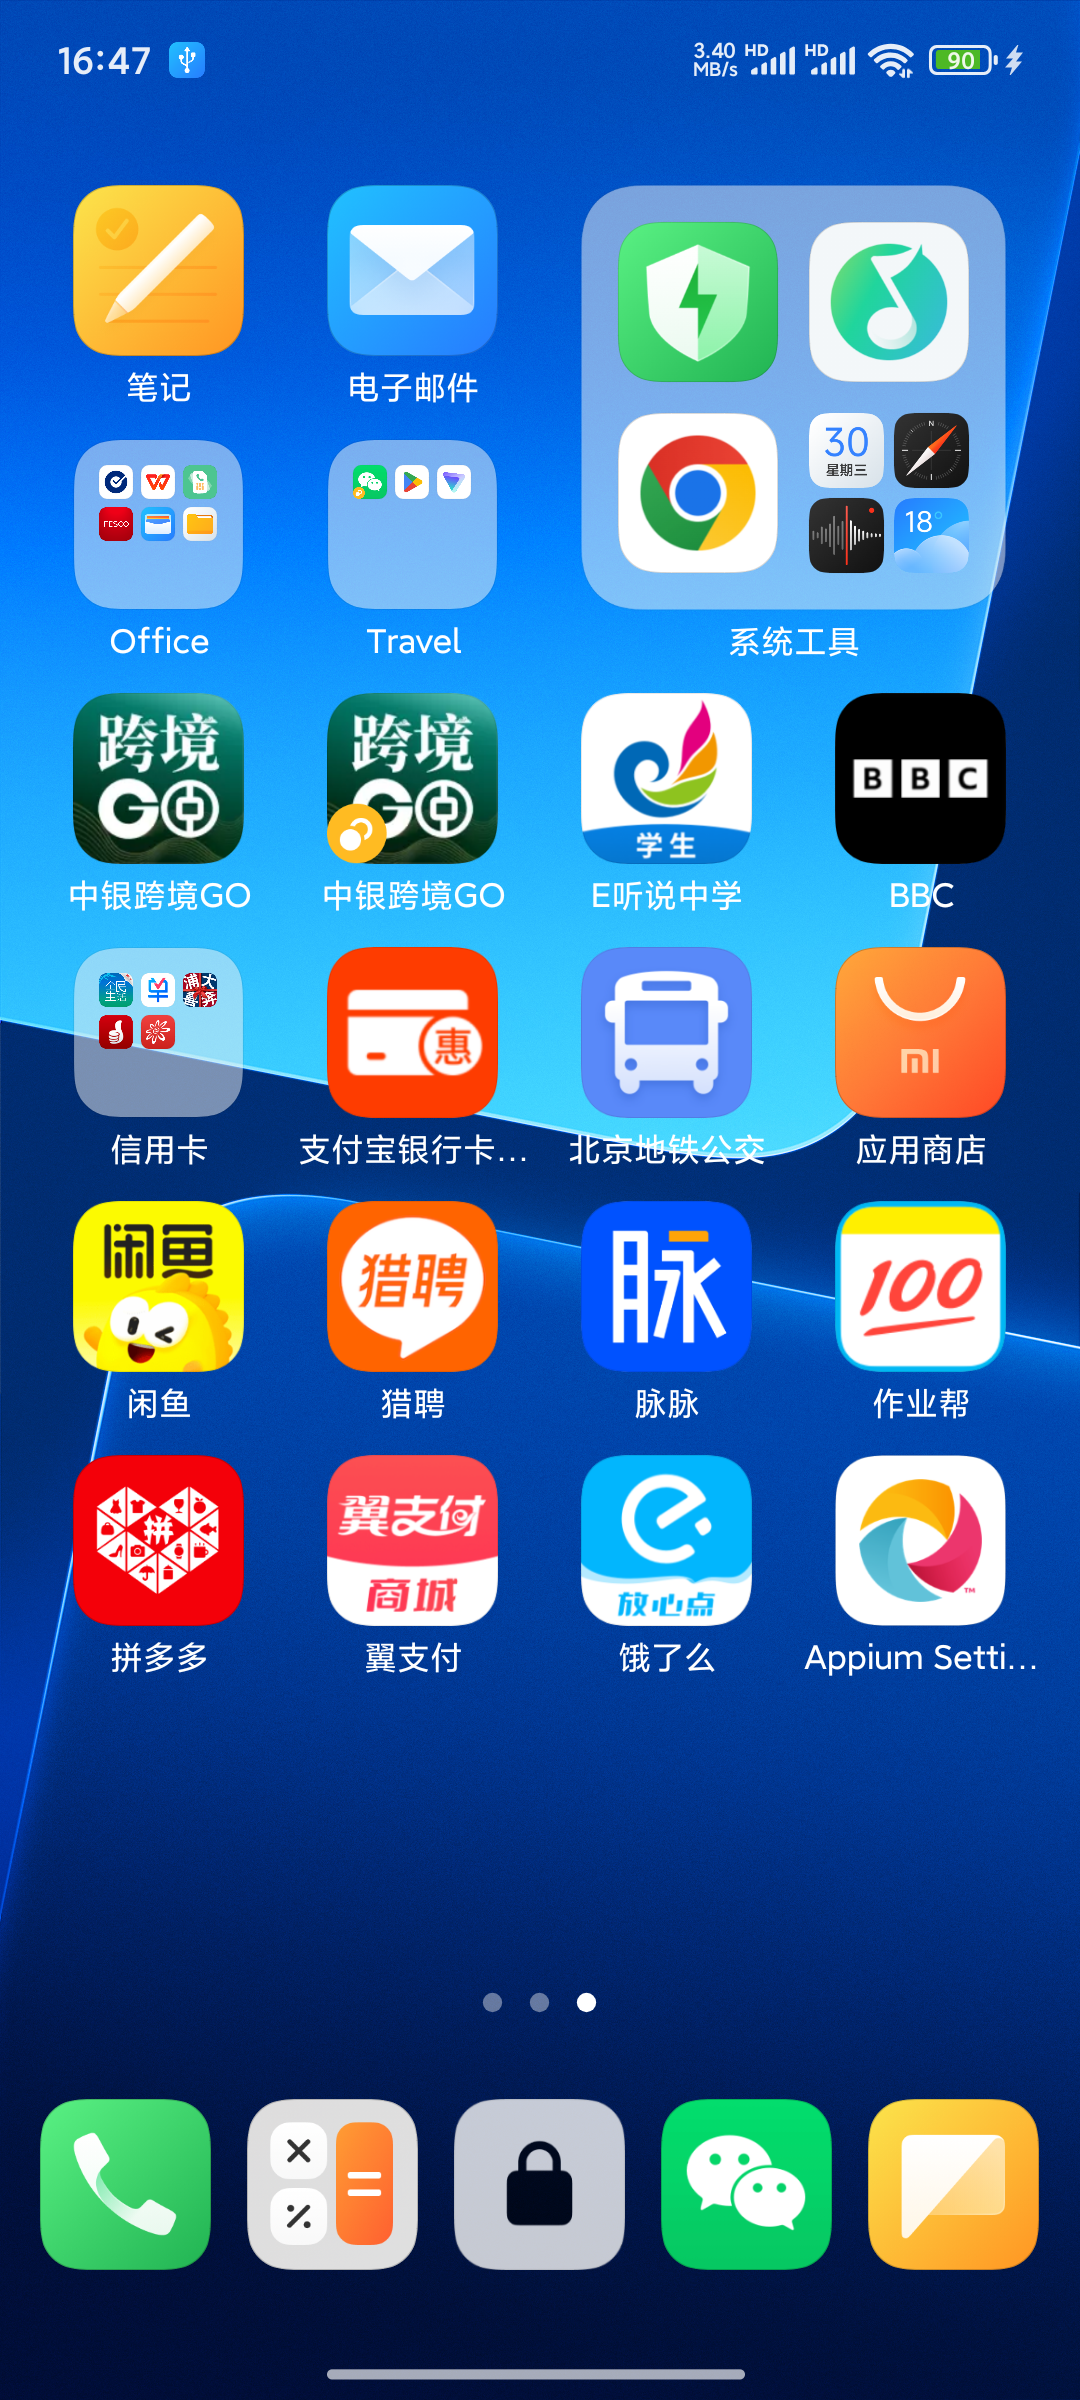 16:47
3.40
MB/s
HD
HD
90
笔记
电子邮件
30
星期三
N
18°
FESCO
Office
Travel
系统工具
跨境
GO
跨境
GO
学生
BBC
中银跨境GO
中银跨境GO
E听说中学
BBC
惠
信用卡
支付宝银行卡...
北京地铁公交
应用商店
闲鱼
猎聘
脉
100
闲鱼
猎聘
脉脉
作业帮
拼
翼支付
商城
放心点
TM
拼多多
翼支付
饿了么
Appium Setti...